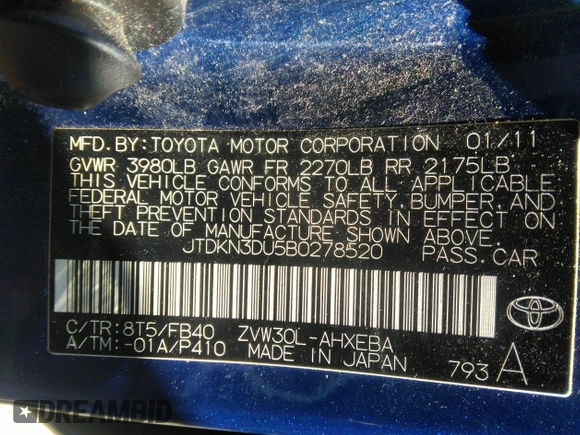 MFD. BY: TOYOTA MOTOR CORPORATION 01/11
GVWR 3980LB GAWR FR 2270LB RR 2175LB
THIS VEHICLE CONFORMS TO ALL APPLICABLE
FEDERAL MOTOR VEHICLE SAFETY, BUMPER, AND
THEFT PREVENTION STANDARDS IN EFFECT ON
THE DATE OF MANUFACTURE SHOWN ABOVE.
JTDKN3DU5B0278520 PASS. CAR
C/TR: 8T5/FB40 ZVW30L-AHXEBA
A/TM: -01A/P410 MADE IN JAPAN 793 A
DREAMBID